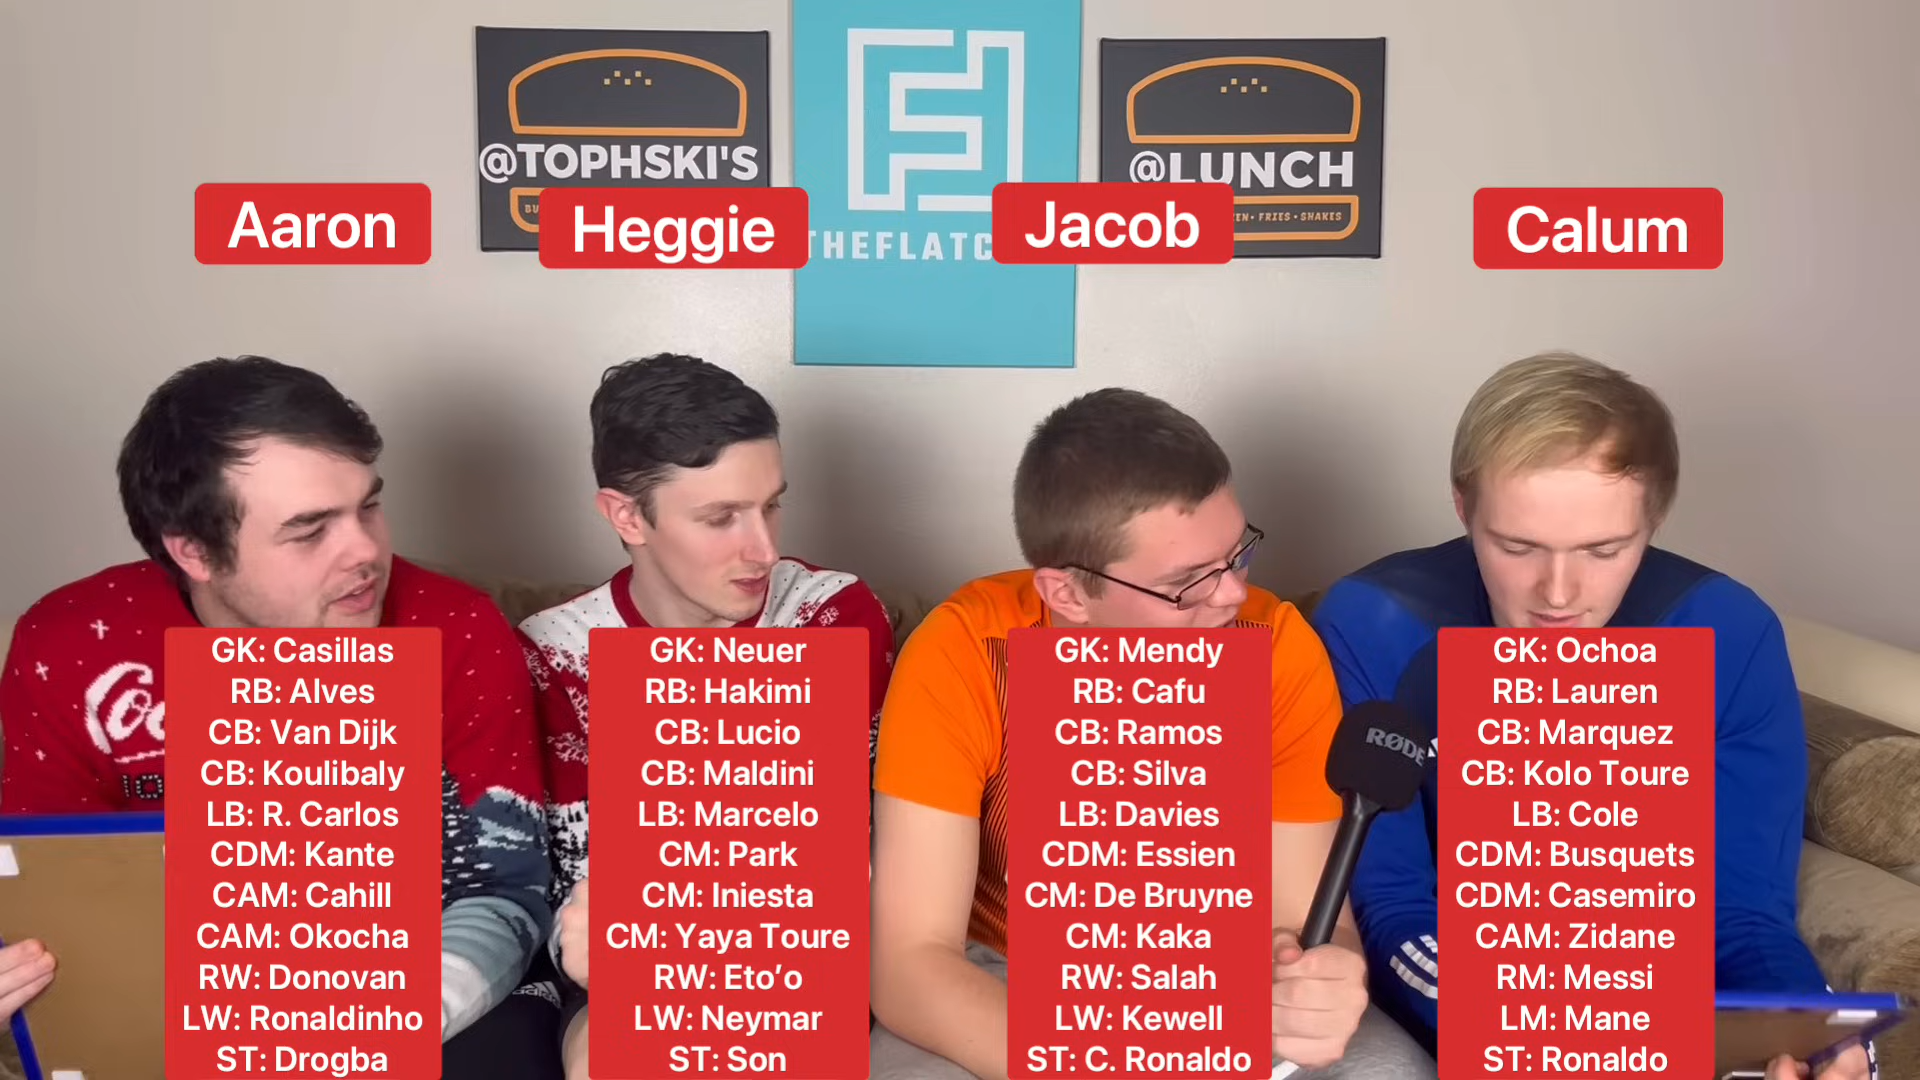 @TOPHSKI'S
THEFLATC
@LUNCH
EN • FRIES • SHAKES
Aaron
Heggie
Jacob
Calum
RØDE
GK: Casillas
RB: Alves
CB: Van Dijk
CB: Koulibaly
LB: R. Carlos
CDM: Kante
CAM: Cahill
CAM: Okocha
RW: Donovan
LW: Ronaldinho
ST: Drogba
GK: Neuer
RB: Hakimi
CB: Lucio
CB: Maldini
LB: Marcelo
CM: Park
CM: Iniesta
CM: Yaya Toure
RW: Eto’o
LW: Neymar
ST: Son
GK: Mendy
RB: Cafu
CB: Ramos
CB: Silva
LB: Davies
CDM: Essien
CM: De Bruyne
CM: Kaka
RW: Salah
LW: Kewell
ST: C. Ronaldo
GK: Ochoa
RB: Lauren
CB: Marquez
CB: Kolo Toure
LB: Cole
CDM: Busquets
CDM: Casemiro
CAM: Zidane
RM: Messi
LM: Mane
ST: Ronaldo